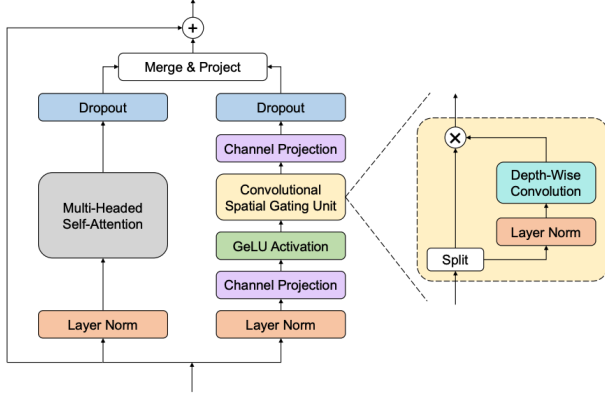 +
Merge & Project
Dropout
Dropout
Channel Projection
Multi-Headed
Self-Attention
Convolutional
Spatial Gating Unit
GeLU Activation
Channel Projection
Layer Norm
Layer Norm
×
Depth-Wise
Convolution
Layer Norm
Split